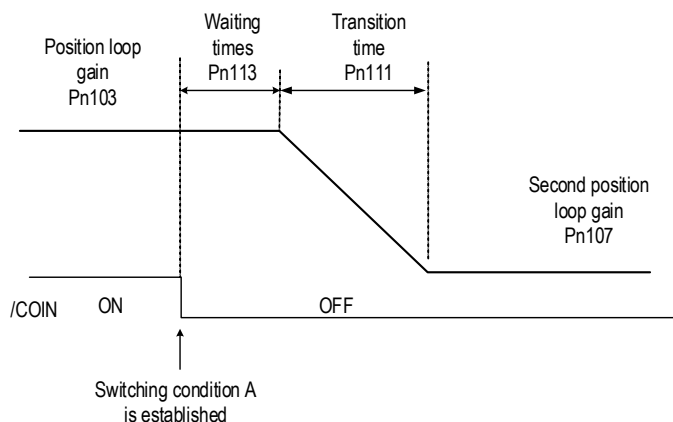 Position loop
gain
Pn103
Waiting
times
Pn113
Transition
time
Pn111
Second position
loop gain
Pn107
/COIN
ON
OFF
Switching condition A
is established